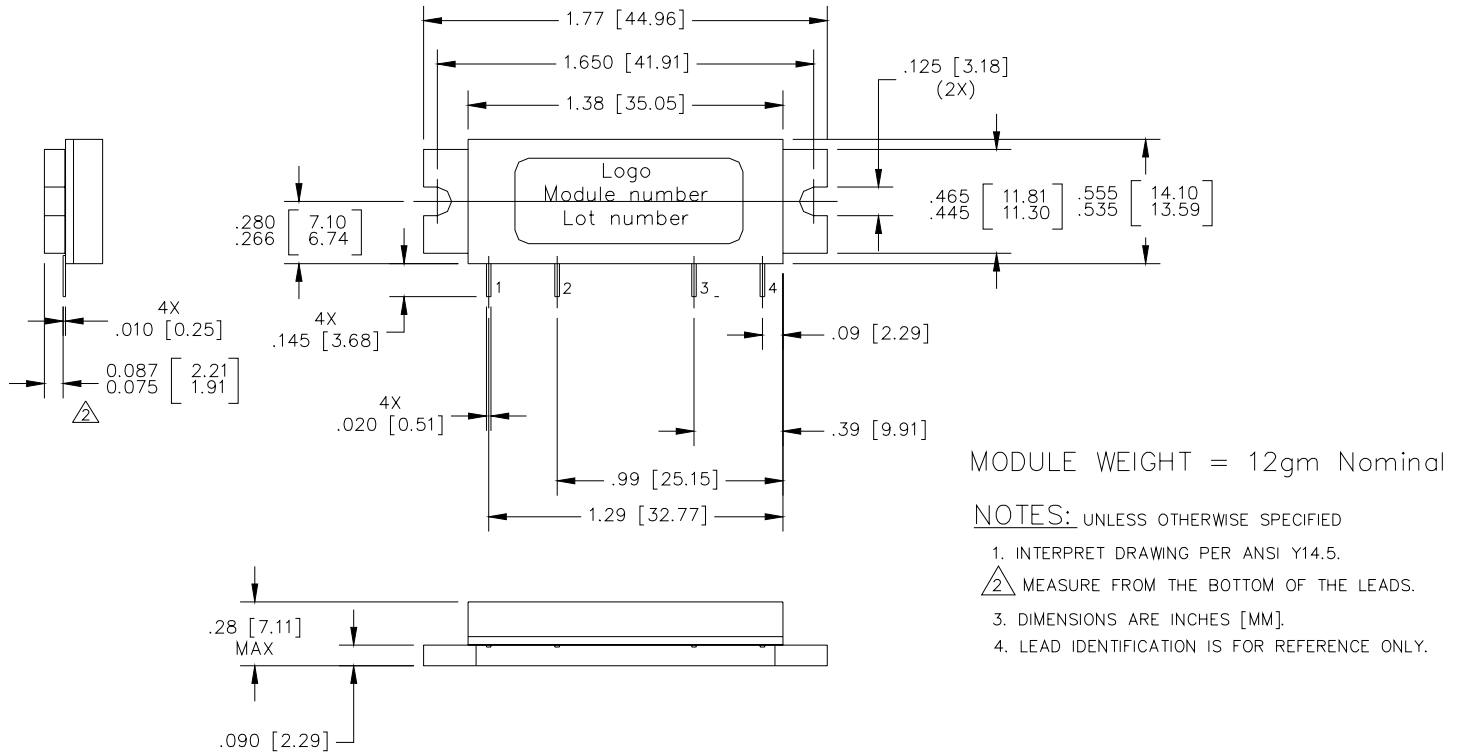 1.77 [44.96]
1.650 [41.91]
1.38 [35.05]
.125 [3.18]
(2X)
Logo
Module number
Lot number
.465 [11.81]
.445 [11.30]
.555 [14.10]
.535 [13.59]
.280 [7.10]
.266 [6.74]
1 2 3 4
4X
.010 [0.25]
4X
.145 [3.68]
.09 [2.29]
0.087 [2.21]
0.075 [1.91]
2
4X
.020 [0.51]
.39 [9.91]
.99 [25.15]
1.29 [32.77]
MODULE WEIGHT = 12gm Nominal
NOTES: UNLESS OTHERWISE SPECIFIED
1. INTERPRET DRAWING PER ANSI Y14.5.
2 MEASURE FROM THE BOTTOM OF THE LEADS.
3. DIMENSIONS ARE INCHES [MM].
4. LEAD IDENTIFICATION IS FOR REFERENCE ONLY.
.28 [7.11]
MAX
.090 [2.29]